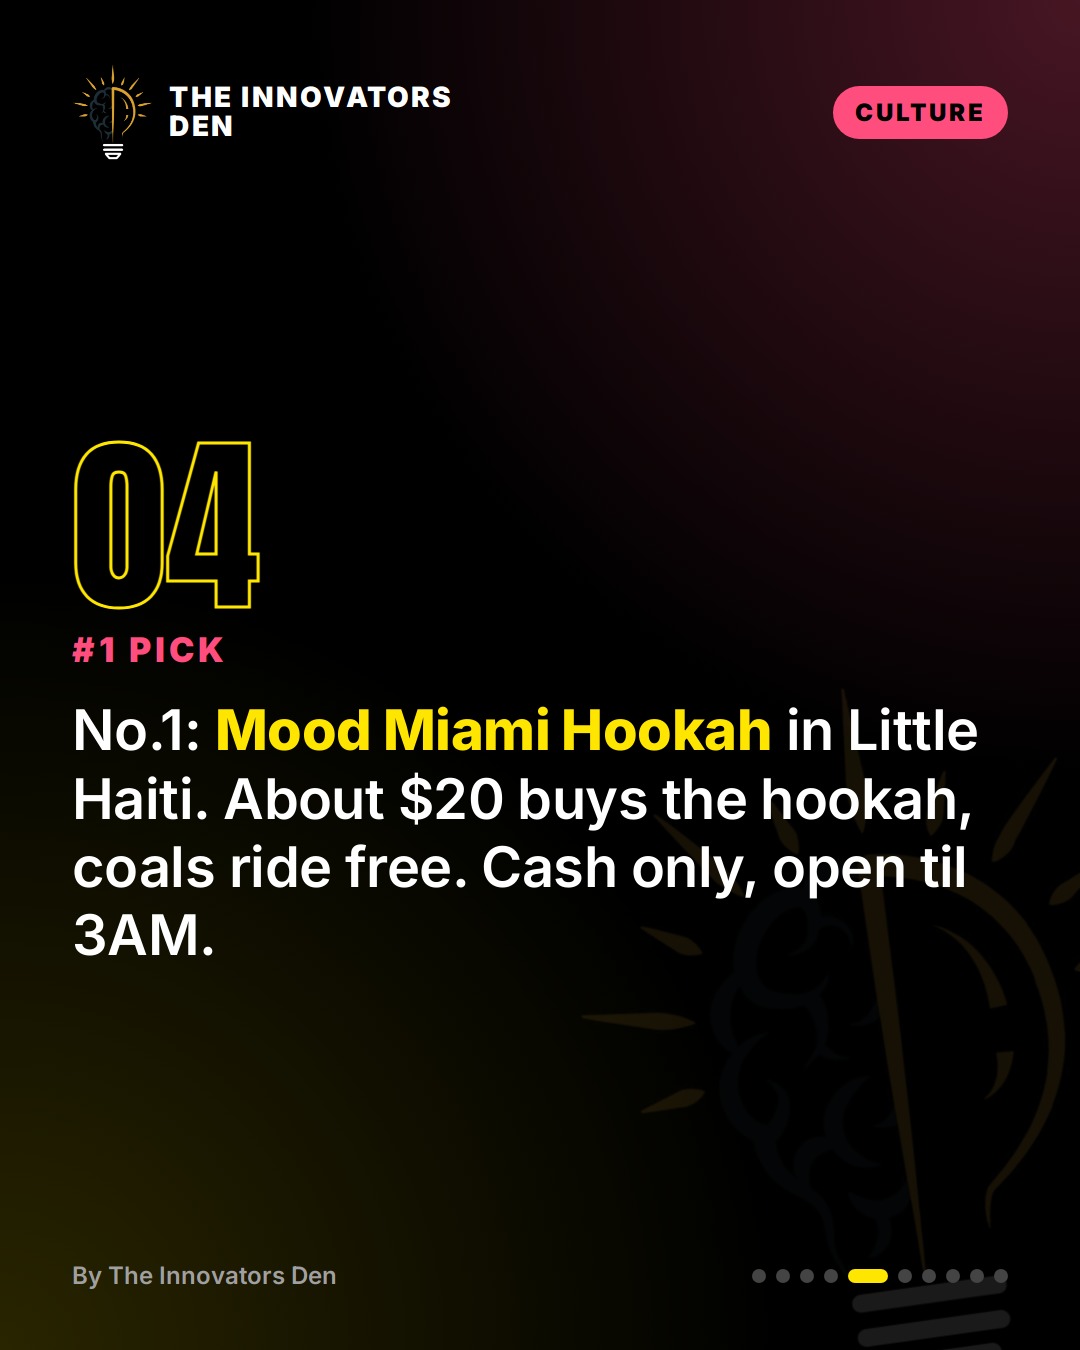 THE INNOVATORS
DEN
CULTURE
04
#1 PICK
No.1: Mood Miami Hookah in Little
Haiti. About $20 buys the hookah,
coals ride free. Cash only, open til
3AM.
By The Innovators Den